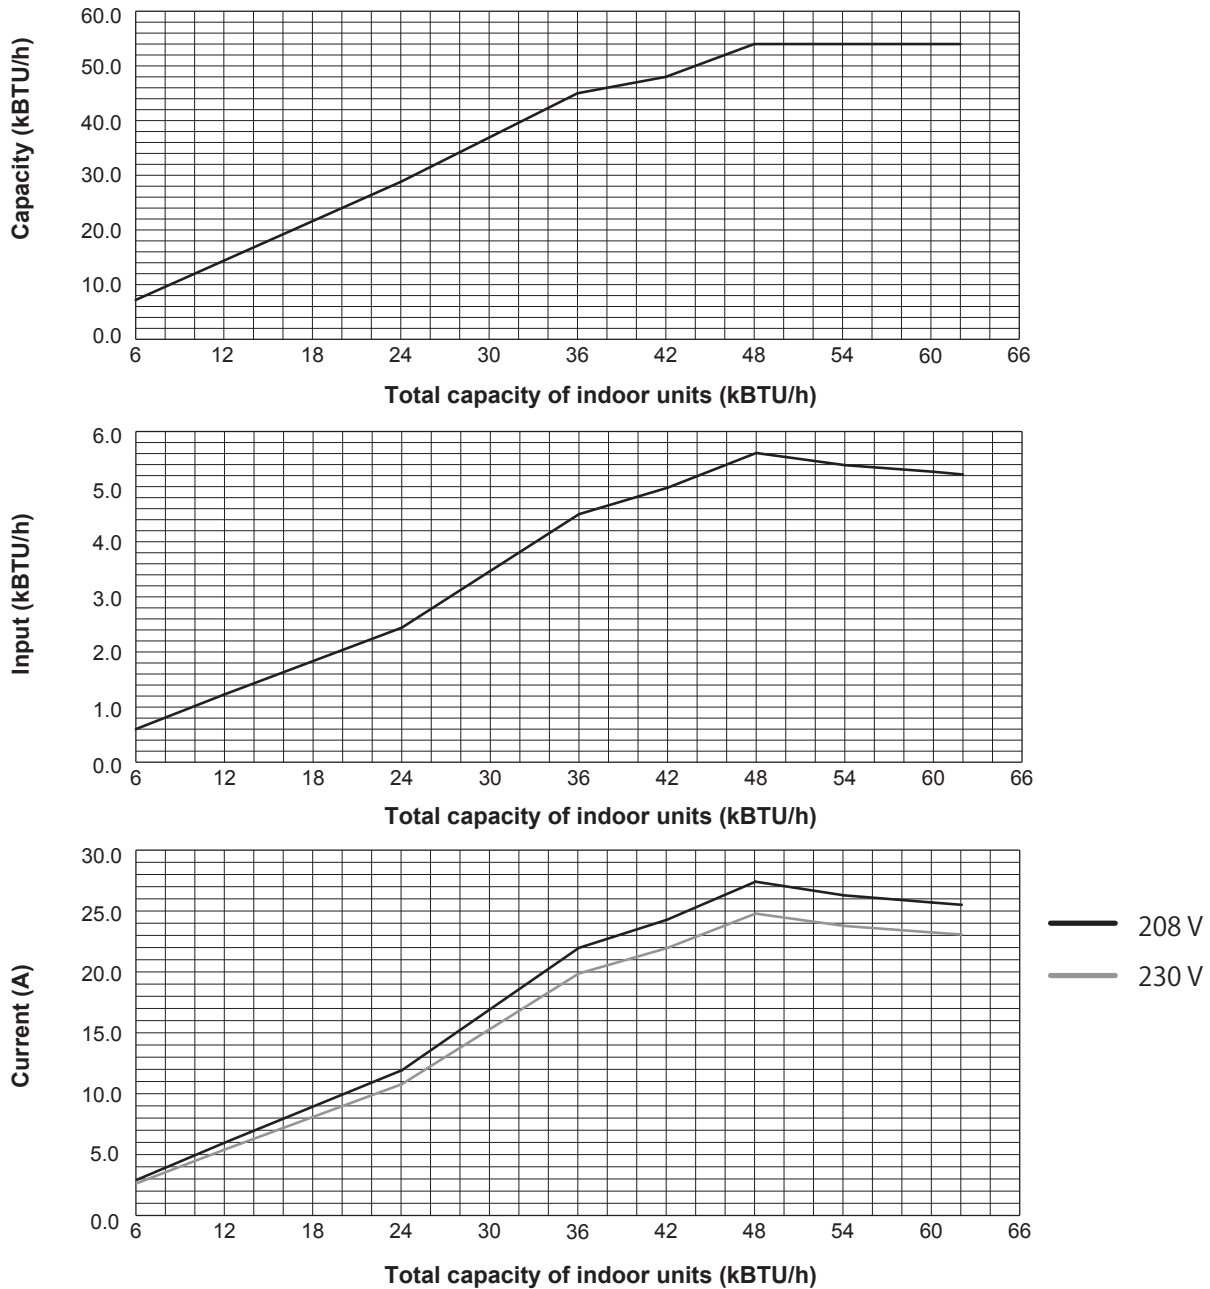 Capacity (kBTU/h)
60.0
50.0
40.0
30.0
20.0
10.0
0.0
6 12 18 24 30 36 42 48 54 60 66
Total capacity of indoor units (kBTU/h)
Input (kBTU/h)
6.0
5.0
4.0
3.0
2.0
1.0
0.0
6 12 18 24 30 36 42 48 54 60 66
Total capacity of indoor units (kBTU/h)
Current (A)
30.0
25.0
20.0
15.0
10.0
5.0
0.0
6 12 18 24 30 36 42 48 54 60 66
Total capacity of indoor units (kBTU/h)
208 V
230 V